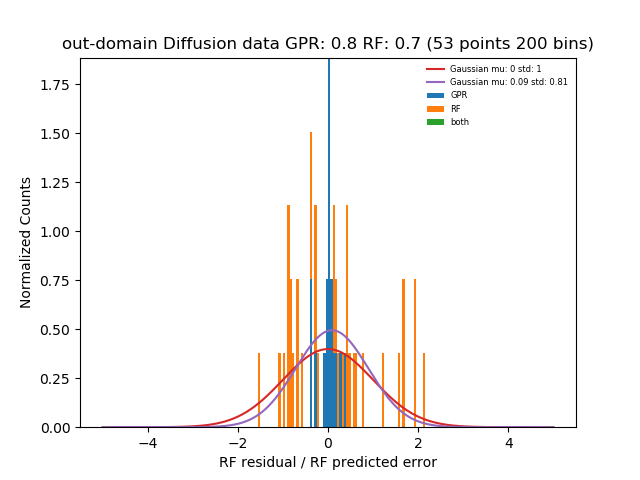 out-domain Diffusion data GPR: 0.8 RF: 0.7 (53 points 200 bins)
Gaussian mu: 0 std: 1
Gaussian mu: 0.09 std: 0.81
GPR
RF
both
Normalized Counts
1.75
1.50
1.25
1.00
0.75
0.50
0.25
0.00
−4
−2
0
2
4
RF residual / RF predicted error